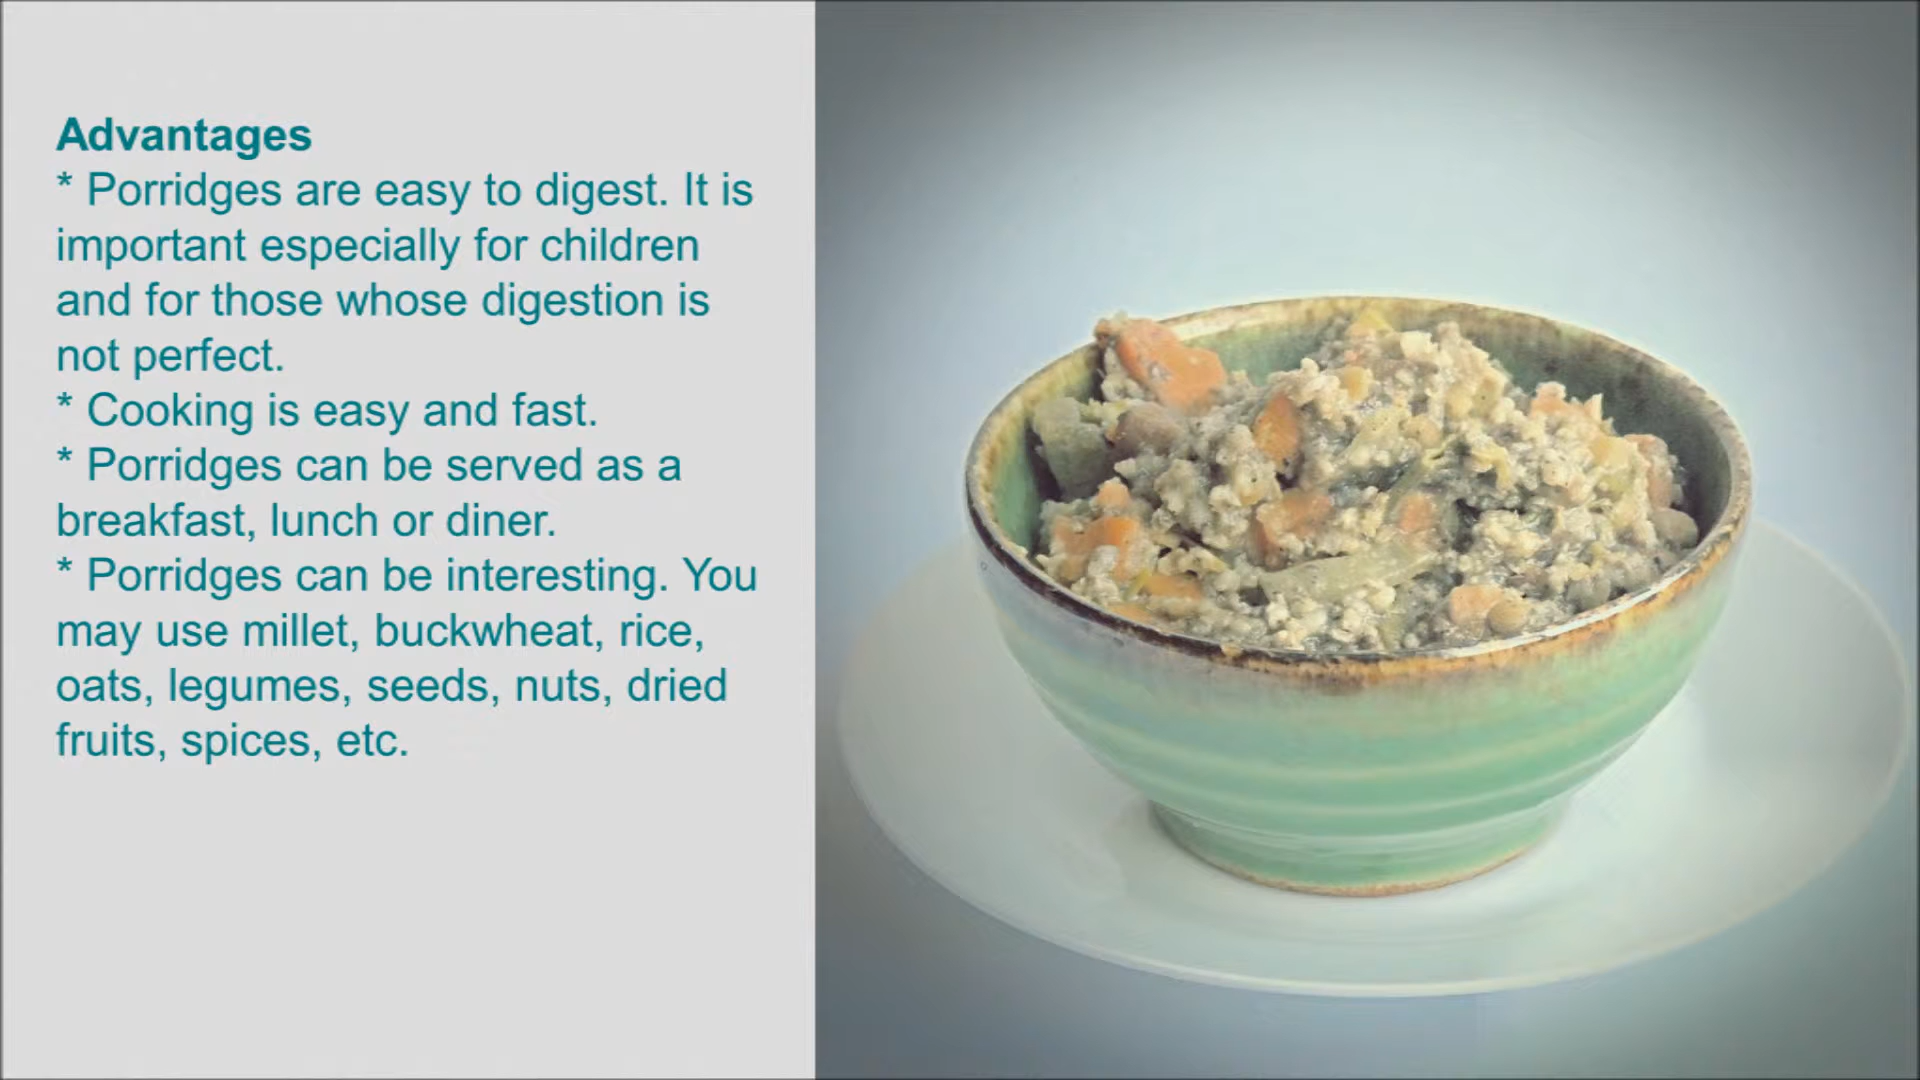 Advantages
* Porridges are easy to digest. It is
important especially for children
and for those whose digestion is
not perfect.
* Cooking is easy and fast.
* Porridges can be served as a
breakfast, lunch or diner.
* Porridges can be interesting. You
may use millet, buckwheat, rice,
oats, legumes, seeds, nuts, dried
fruits, spices, etc.